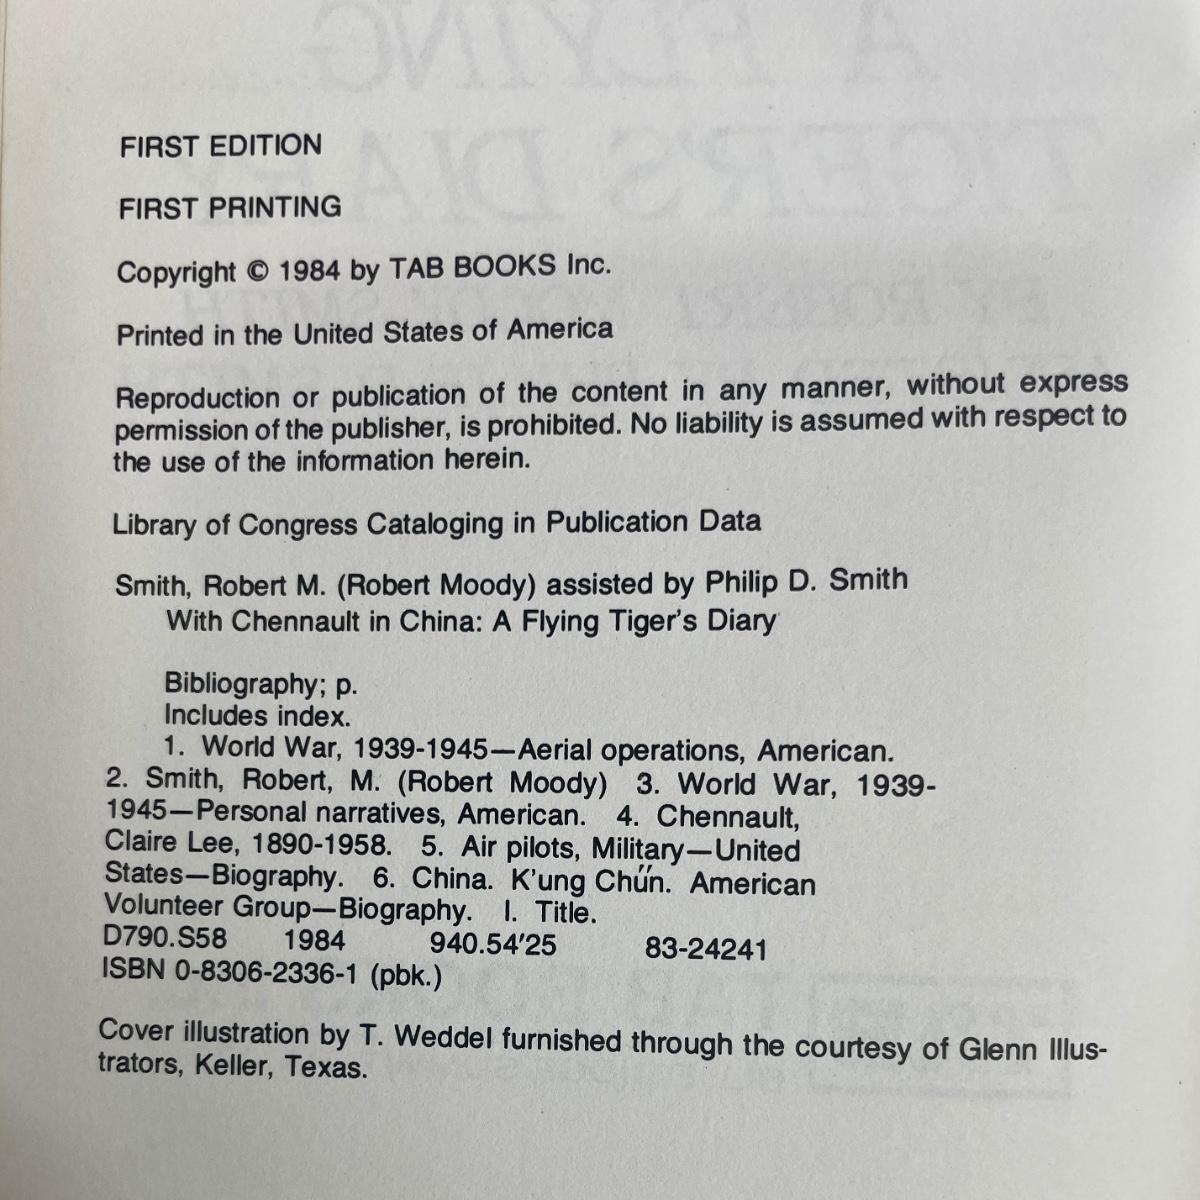 FIRST EDITION
FIRST PRINTING
Copyright © 1984 by TAB BOOKS Inc.
Printed in the United States of America
Reproduction or publication of the content in any manner, without express
permission of the publisher, is prohibited. No liability is assumed with respect to
the use of the information herein.
Library of Congress Cataloging in Publication Data
Smith, Robert M. (Robert Moody) assisted by Philip D. Smith
With Chennault in China: A Flying Tiger's Diary
Bibliography; p.
Includes index.
1. World War, 1939-1945—Aerial operations, American.
2. Smith, Robert, M. (Robert Moody) 3. World War, 1939-
1945—Personal narratives, American. 4. Chennault,
Claire Lee, 1890-1958. 5. Air pilots, Military—United
States—Biography. 6. China. K'ung Chűn. American
Volunteer Group—Biography. I. Title.
D790.S58 1984 940.54'25 83-24241
ISBN 0-8306-2336-1 (pbk.)
Cover illustration by T. Weddel furnished through the courtesy of Glenn Illus-
trators, Keller, Texas.